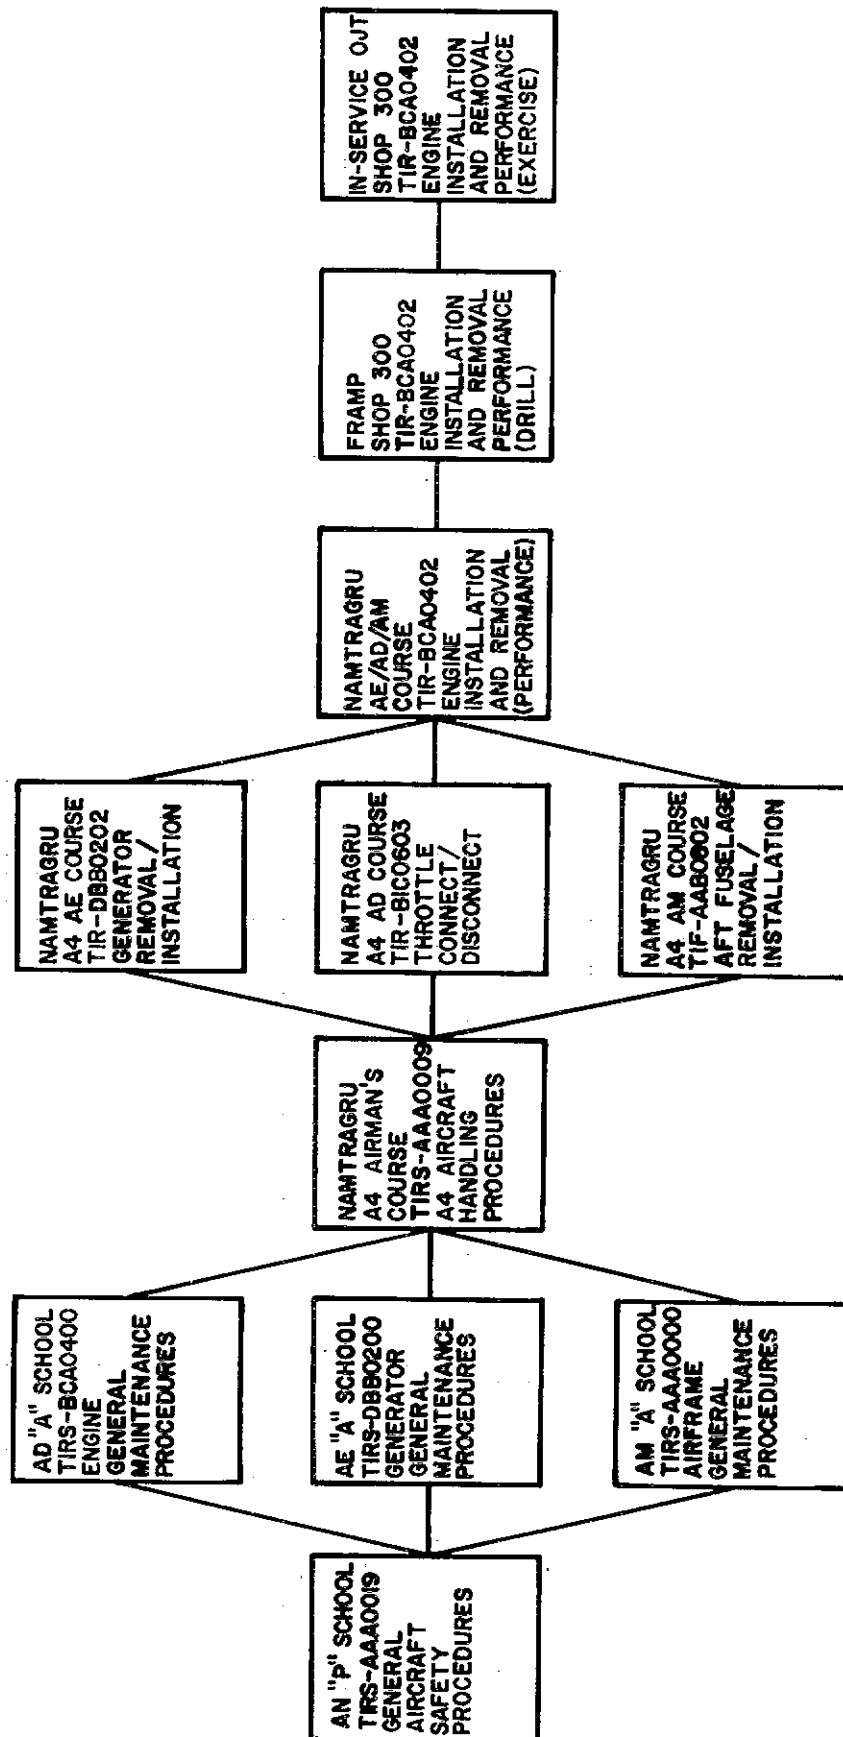 AN "P" SCHOOL
TIRS-AAA0019
GENERAL
AIRCRAFT
SAFETY
PROCEDURES
AD "A" SCHOOL
TIRS-BCA0400
ENGINE
GENERAL
MAINTENANCE
PROCEDURES
AE "A" SCHOOL
TIRS-DBB0200
GENERATOR
GENERAL
MAINTENANCE
PROCEDURES
AM "A" SCHOOL
TIRS-AAA0000
AIRFRAME
GENERAL
MAINTENANCE
PROCEDURES
NAMTRAGRU
A4 AIRMAN'S
COURSE
TIRS-AAA0009
A4 AIRCRAFT
HANDLING
PROCEDURES
NAMTRAGRU
A4 AE COURSE
TIR-DBB0202
GENERATOR
REMOVAL/
INSTALLATION
NAMTRAGRU
A4 AD COURSE
TIR-BIC0603
THROTTLE
CONNECT/
DISCONNECT
NAMTRAGRU
A4 AM COURSE
TIF-AAB0802
AFT FUSELAGE
REMOVAL/
INSTALLATION
NAMTRAGRU
AE/AD/AM
COURSE
TIR-BCA0402
ENGINE
INSTALLATION
AND REMOVAL
(PERFORMANCE)
FRAMP
SHOP 300
TIR-BCA0402
ENGINE
INSTALLATION
AND REMOVAL
PERFORMANCE
(DRILL)
IN-SERVICE OJT
SHOP 300
TIR-BCA0402
ENGINE
INSTALLATION
AND REMOVAL
PERFORMANCE
(EXERCISE)